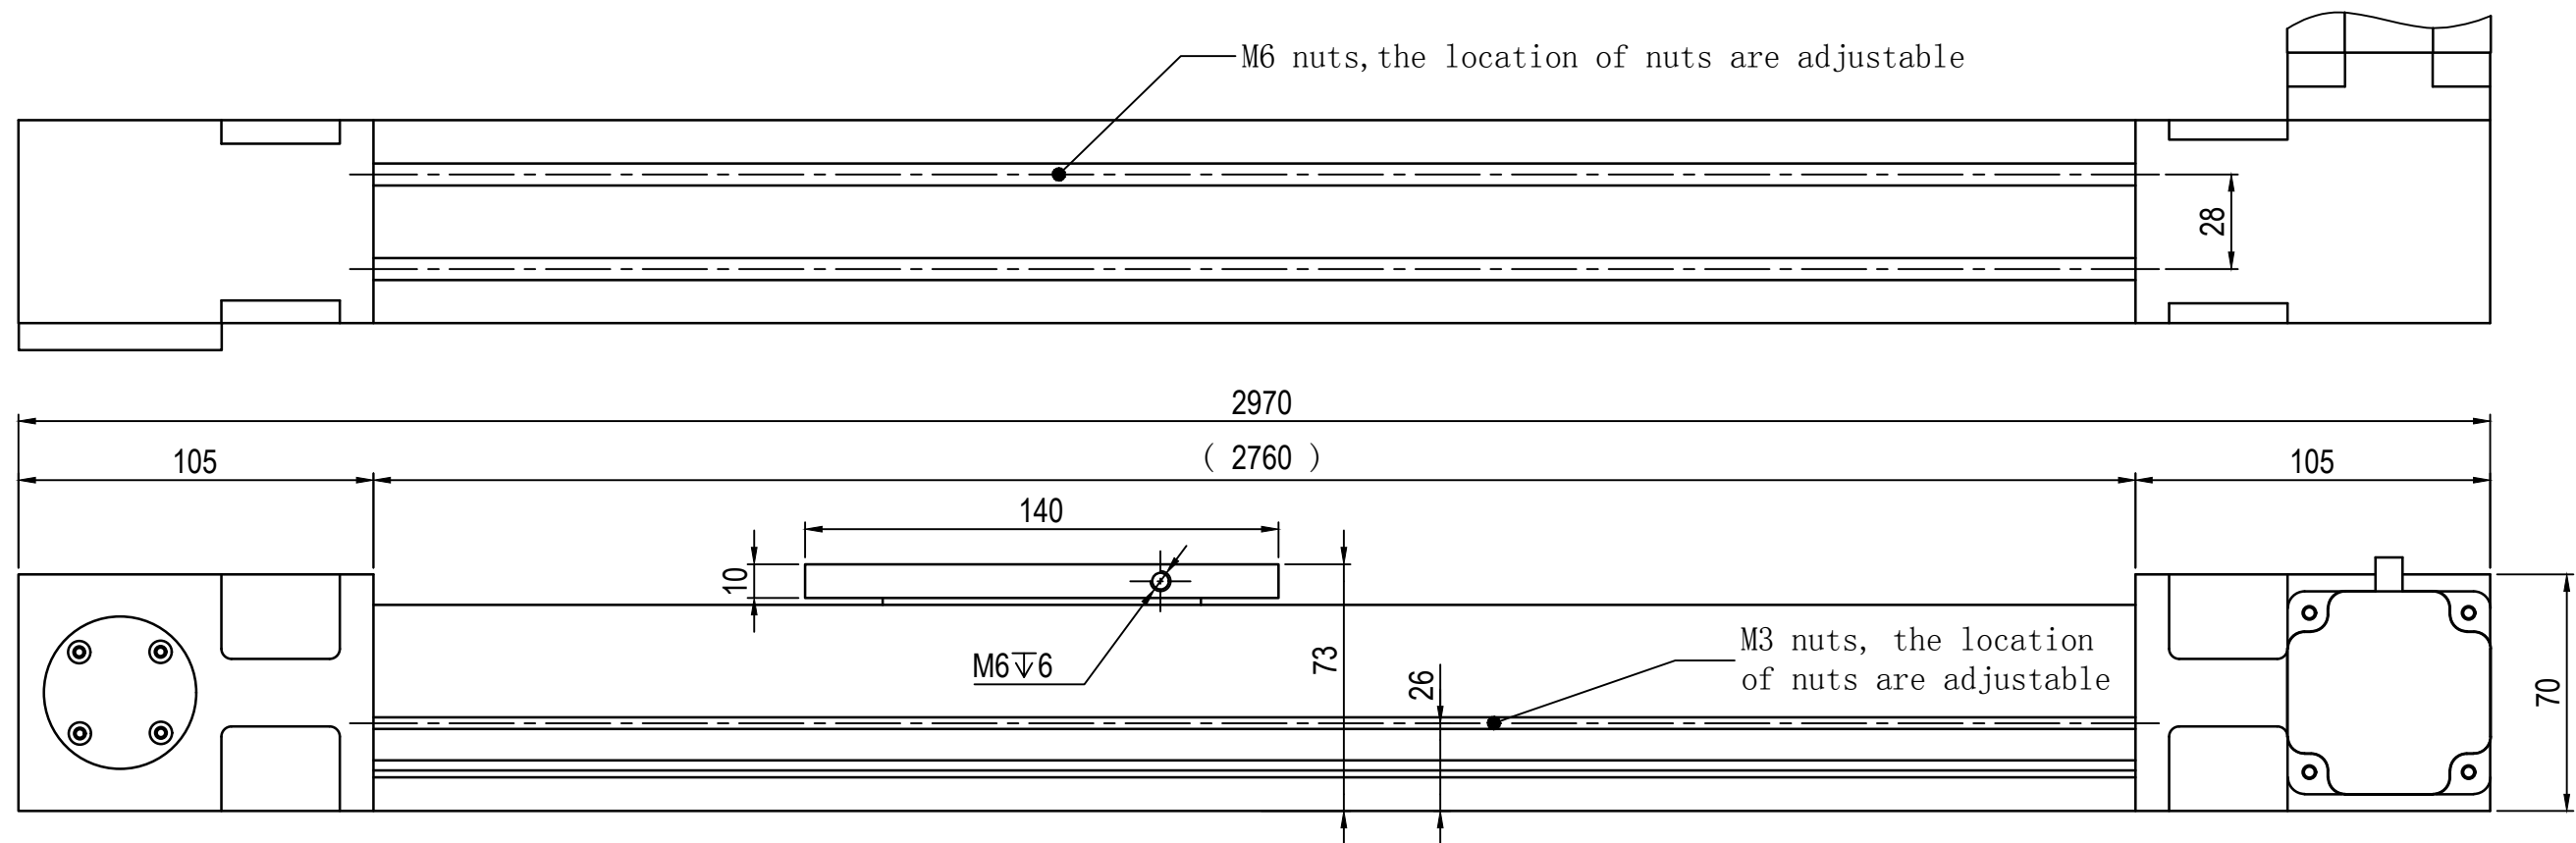 M6 nuts,the location of nuts are adjustable
28
2970
105
( 2760 )
105
140
10
M6↧6
73
26
M3 nuts, the location
of nuts are adjustable
70